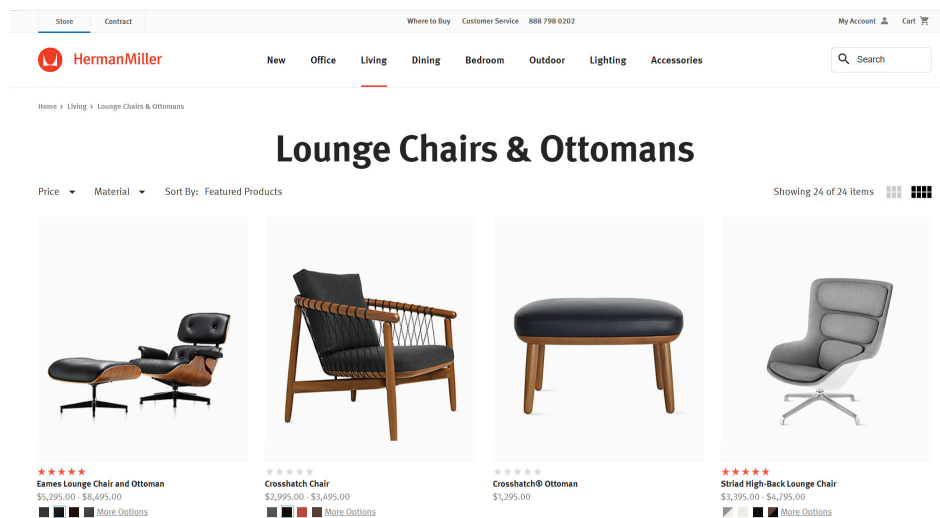 Store Contract Where to Buy Customer Service 888 798 0202 My Account Cart
HermanMiller New Office Living Dining Bedroom Outdoor Lighting Accessories Search
Home > Living > Lounge Chairs & Ottomans
Lounge Chairs & Ottomans
Price Material Sort By: Featured Products Showing 24 of 24 items
Eames Lounge Chair and Ottoman
$5,295.00 - $8,495.00
More Options
Crosshatch Chair
$2,995.00 - $3,495.00
More Options
Crosshatch® Ottoman
$1,295.00
Striad High-Back Lounge Chair
$3,395.00 - $4,795.00
More Options